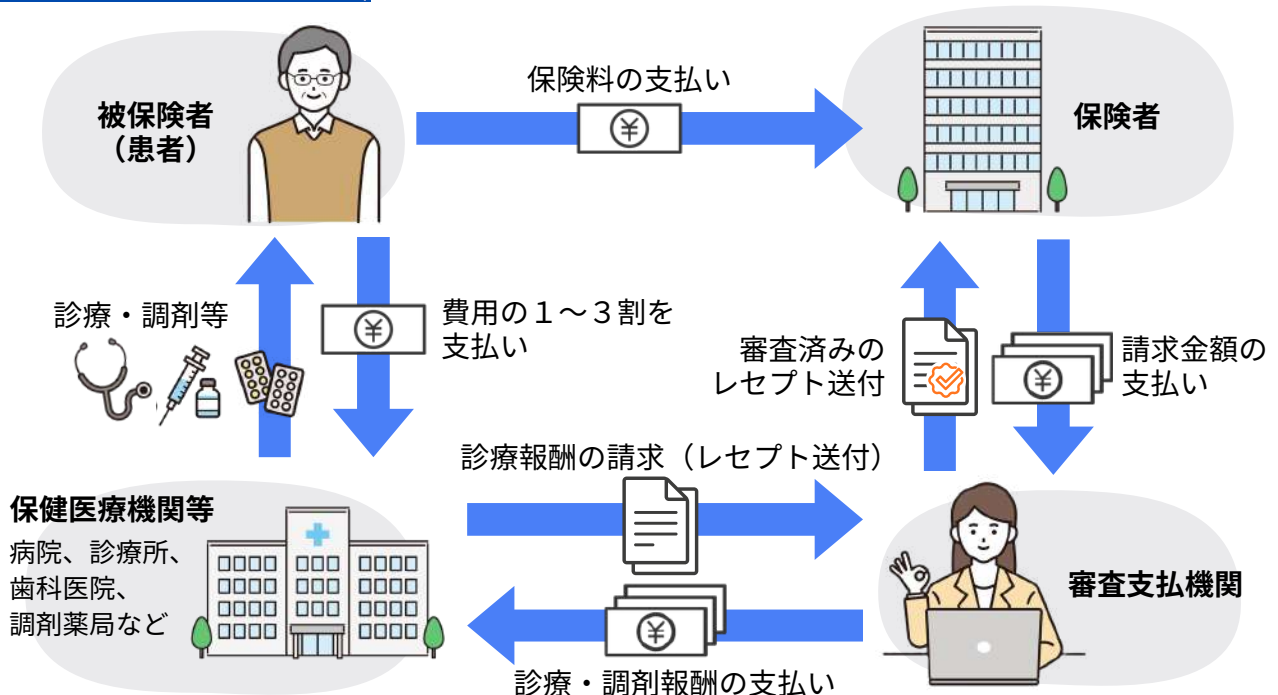 保険料の支払い
被保険者
（患者）
保険者
診療・調剤等
費用の１～３割を
支払い
審査済みの
レセプト送付
請求金額の
支払い
診療報酬の請求（レセプト送付）
保健医療機関等
病院、診療所、
歯科医院、
調剤薬局など
審査支払機関
診療・調剤報酬の支払い